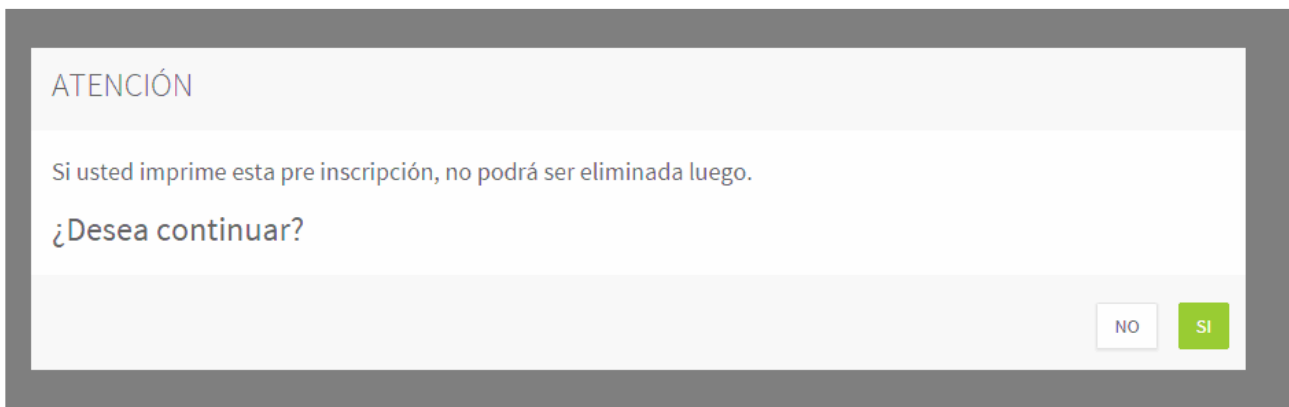 ATENCIÓN
Si usted imprime esta pre inscripción, no podrá ser eliminada luego.
¿Desea continuar?
NO
SI